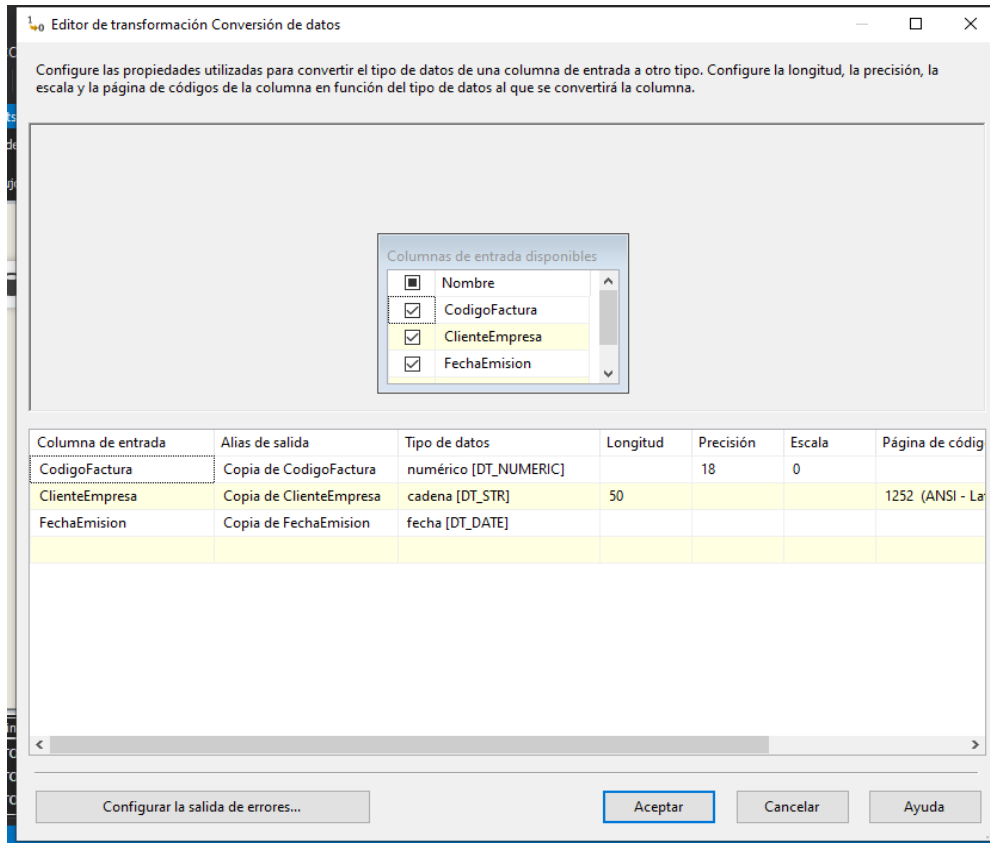 Editor de transformación Conversión de datos
Configure las propiedades utilizadas para convertir el tipo de datos de una columna de entrada a otro tipo. Configure la longitud, la precisión, la
escala y la página de códigos de la columna en función del tipo de datos al que se convertirá la columna.
Columnas de entrada disponibles
Nombre
CodigoFactura
ClienteEmpresa
FechaEmision
Columna de entrada Alias de salida Tipo de datos Longitud Precisión Escala Página de códig
CodigoFactura Copia de CodigoFactura numérico [DT_NUMERIC] 18 0
ClienteEmpresa Copia de ClienteEmpresa cadena [DT_STR] 50 1252 (ANSI - La
FechaEmision Copia de FechaEmision fecha [DT_DATE]
Configurar la salida de errores... Aceptar Cancelar Ayuda